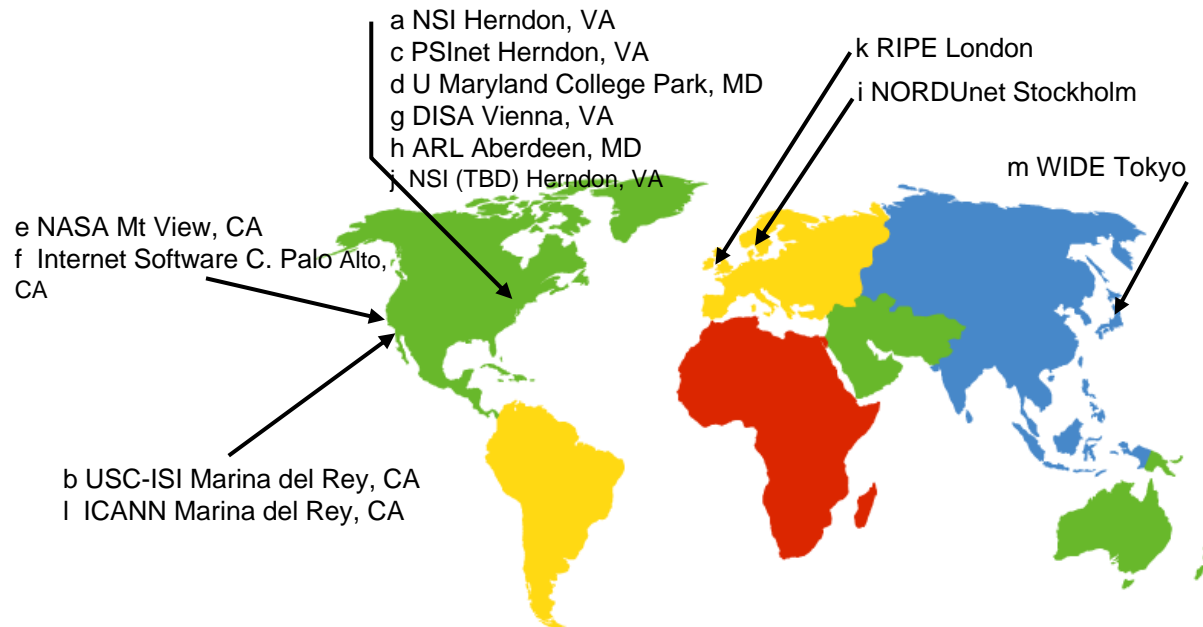 a NSI Herndon, VA
c PSInet Herndon, VA
d U Maryland College Park, MD
g DISA Vienna, VA
h ARL Aberdeen, MD
j NSI (TBD) Herndon, VA
k RIPE London
i NORDUnet Stockholm
m WIDE Tokyo
e NASA Mt View, CA
f Internet Software C. Palo Alto,
CA
b USC-ISI Marina del Rey, CA
l ICANN Marina del Rey, CA